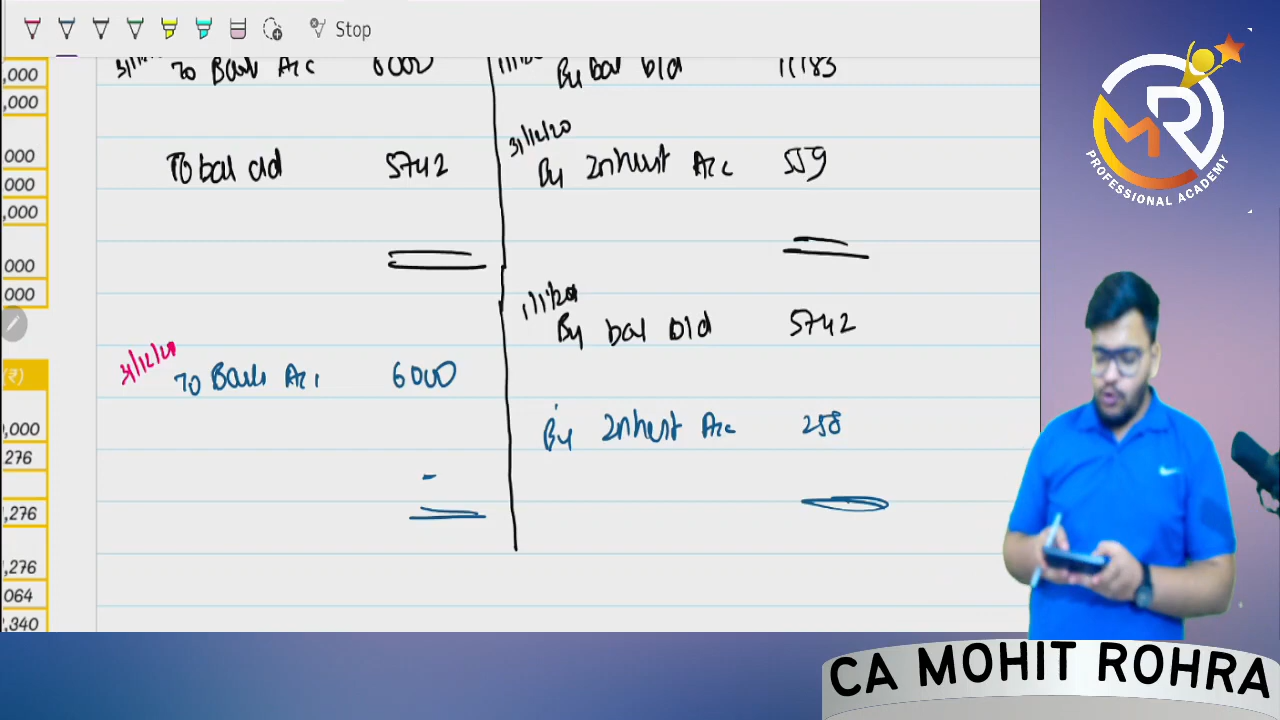 Stop
,000
,000
000
000
,000
000
000
(₹)
,000
276
,276
,276
064
,340
To Bank A/c 6000
By bal b/d 11183
To bal c/d 5742
31/12/20
By Interest A/c 559
1/1/20
By bal b/d 5742
31/12/20
To Bank A/c 6000
By Interest A/c 258
-
MR
PROFESSIONAL ACADEMY
CA MOHIT ROHRA